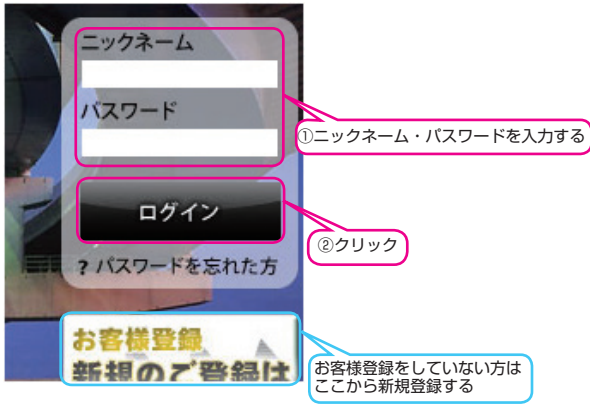 ニックネーム
パスワード
①ニックネーム・パスワードを入力する
ログイン
②クリック
? パスワードを忘れた方
お客様登録
新規のご登録は
お客様登録をしていない方は
ここから新規登録する